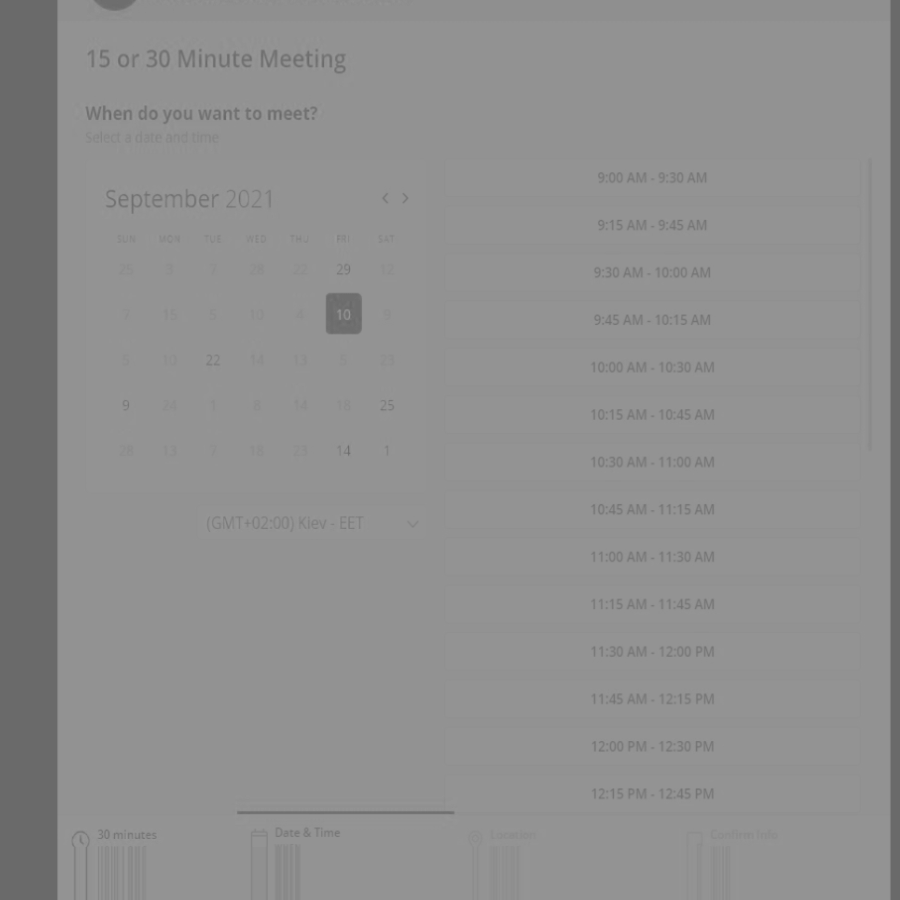 15 or 30 Minute Meeting
When do you want to meet?
Select a date and time
September 2021
SUN MON TUE WED THU FRI SAT
25 28 29
7 15 5 10 4 10 9
5 10 22 14 13 5 23
9 24 1 8 14 18 25
28 13 7 18 23 14 1
(GMT+02:00) Kiev - EET
9:00 AM - 9:30 AM
9:15 AM - 9:45 AM
9:30 AM - 10:00 AM
9:45 AM - 10:15 AM
10:00 AM - 10:30 AM
10:15 AM - 10:45 AM
10:30 AM - 11:00 AM
10:45 AM - 11:15 AM
11:00 AM - 11:30 AM
11:15 AM - 11:45 AM
11:30 AM - 12:00 PM
11:45 AM - 12:15 PM
12:00 PM - 12:30 PM
12:15 PM - 12:45 PM
30 minutes
Date & Time
Location
Confirm Info